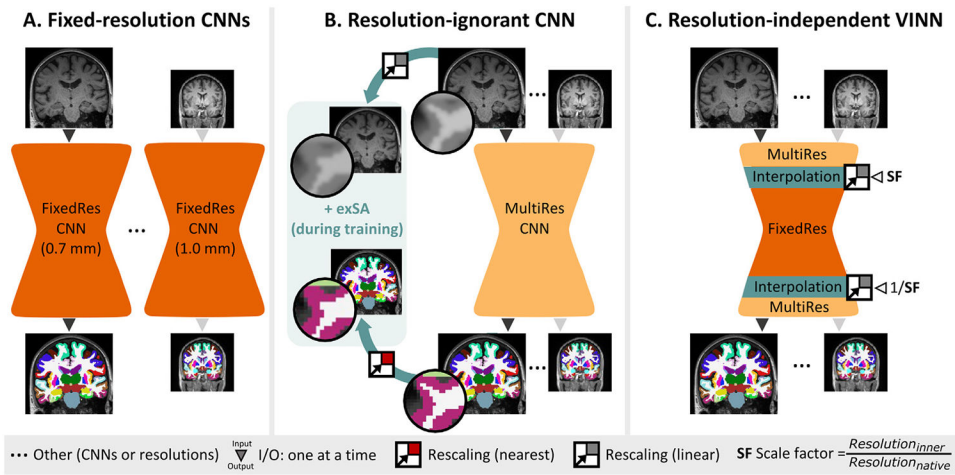 A. Fixed-resolution CNNs
FixedRes
CNN
(0.7 mm)
...
FixedRes
CNN
(1.0 mm)
B. Resolution-ignorant CNN
...
+ exSA
(during training)
MultiRes
CNN
...
C. Resolution-independent VINN
...
MultiRes
Interpolation
SF
FixedRes
Interpolation
1/SF
MultiRes
...
... Other (CNNs or resolutions)
Input
Output
I/O: one at a time
Rescaling (nearest)
Rescaling (linear)
SF Scale factor = Resolution_inner / Resolution_native